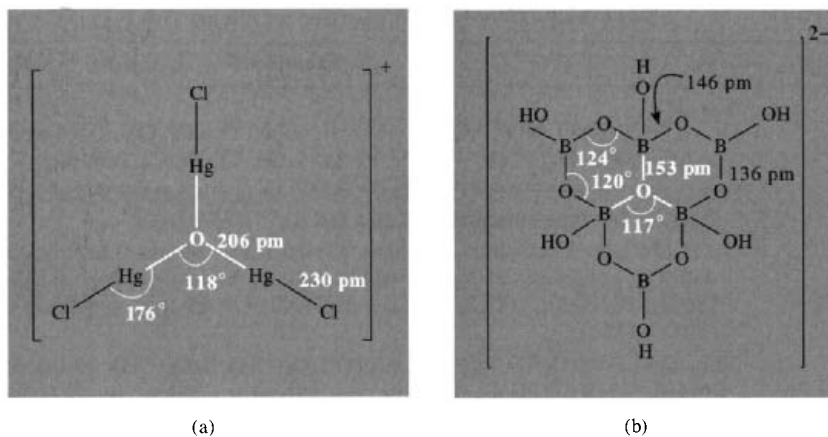 +
Cl
Hg
O 206 pm
Hg 118° Hg 230 pm
Cl 176° Cl
(a)
2−
H
O 146 pm
HO O O OH
B B B
124° 153 pm 136 pm
O 120° O O
B 117° B
HO OH
O O
B
O
H
(b)